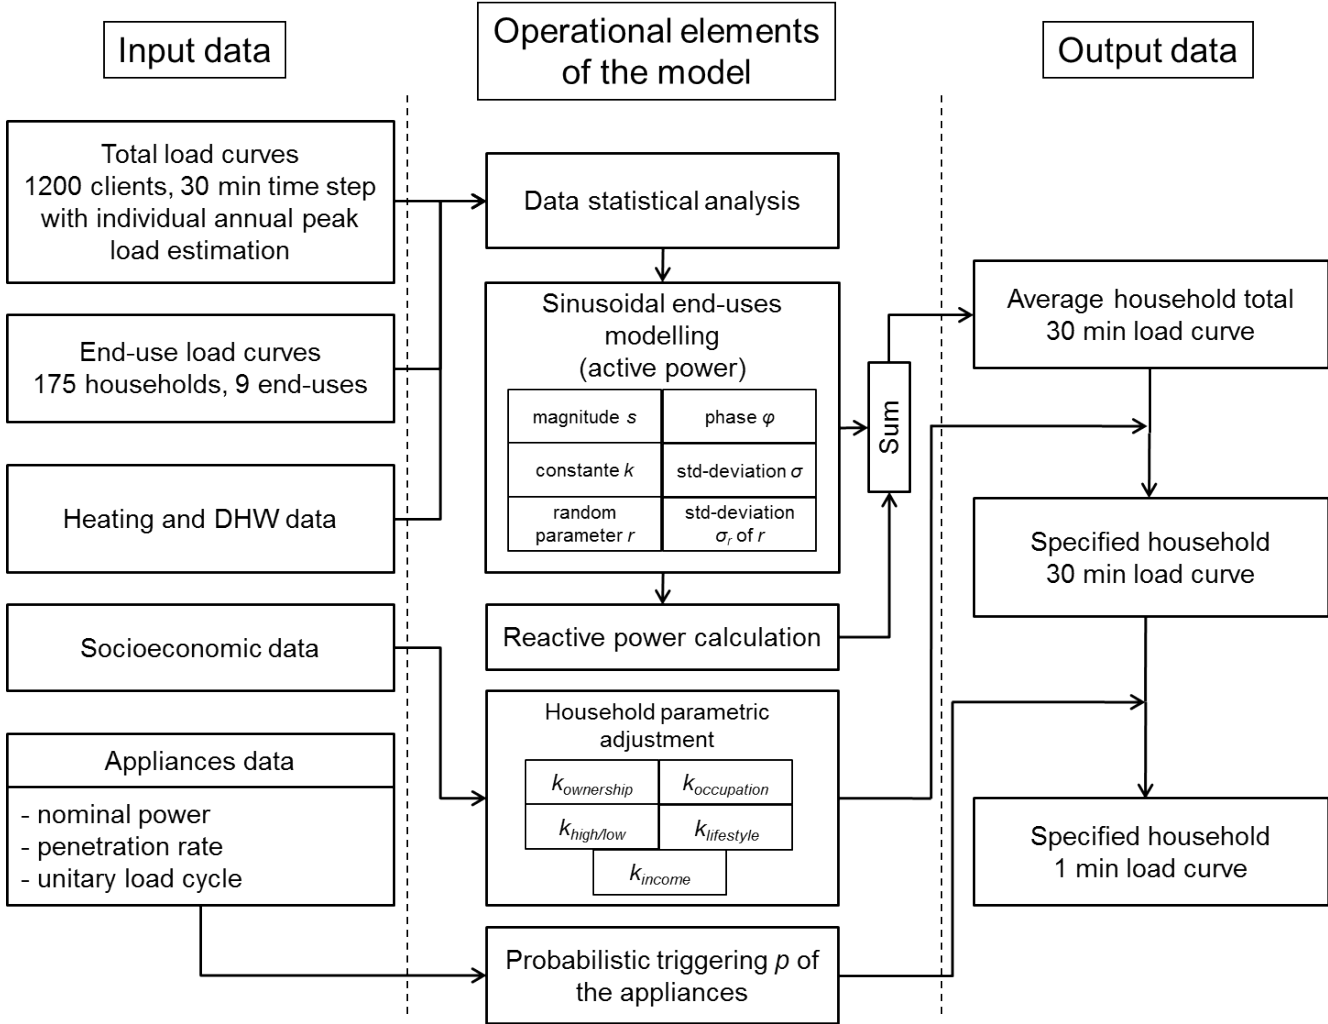 Input data
Operational elements
of the model
Output data
Total load curves
1200 clients, 30 min time step
with individual annual peak
load estimation
End-use load curves
175 households, 9 end-uses
Heating and DHW data
Socioeconomic data
Appliances data
- nominal power
- penetration rate
- unitary load cycle
Data statistical analysis
Sinusoidal end-uses
modelling
(active power)
magnitude s
phase φ
constante k
std-deviation σ
random
parameter r
std-deviation
σr of r
Sum
Reactive power calculation
Household parametric
adjustment
kownership
koccupation
khigh/low
klifestyle
kincome
Probabilistic triggering p of
the appliances
Average household total
30 min load curve
Specified household
30 min load curve
Specified household
1 min load curve